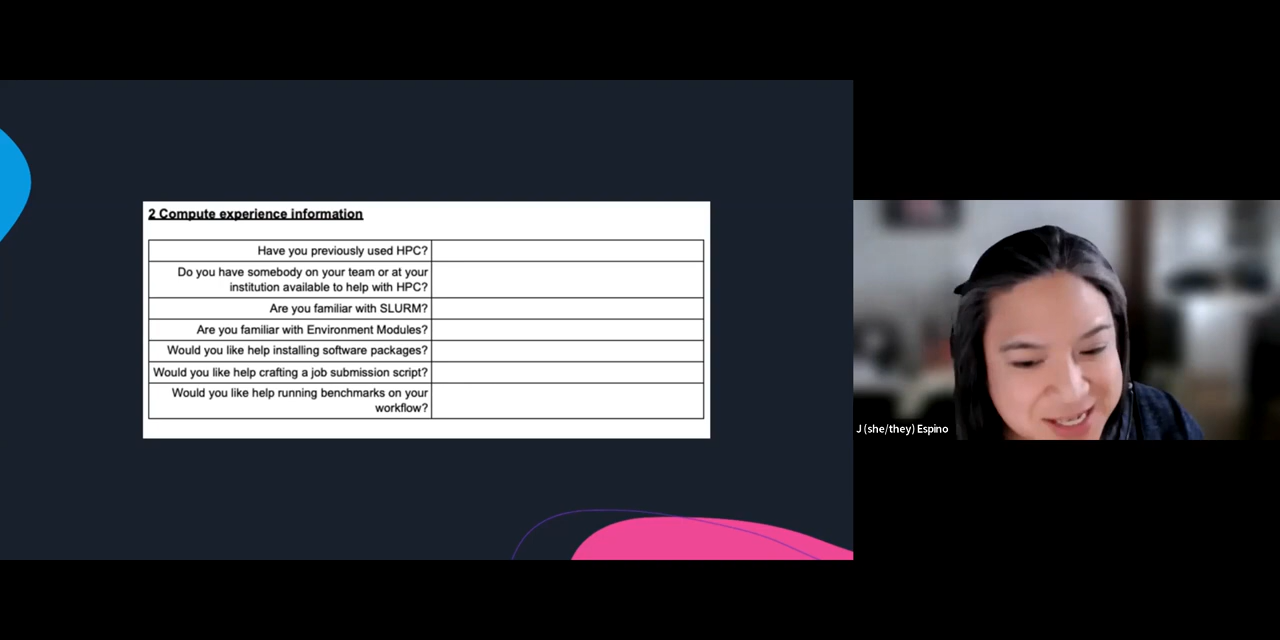 2 Compute experience information
Have you previously used HPC?
Do you have somebody on your team or at your
institution available to help with HPC?
Are you familiar with SLURM?
Are you familiar with Environment Modules?
Would you like help installing software packages?
Would you like help crafting a job submission script?
Would you like help running benchmarks on your
workflow?
J (she/they) Espino